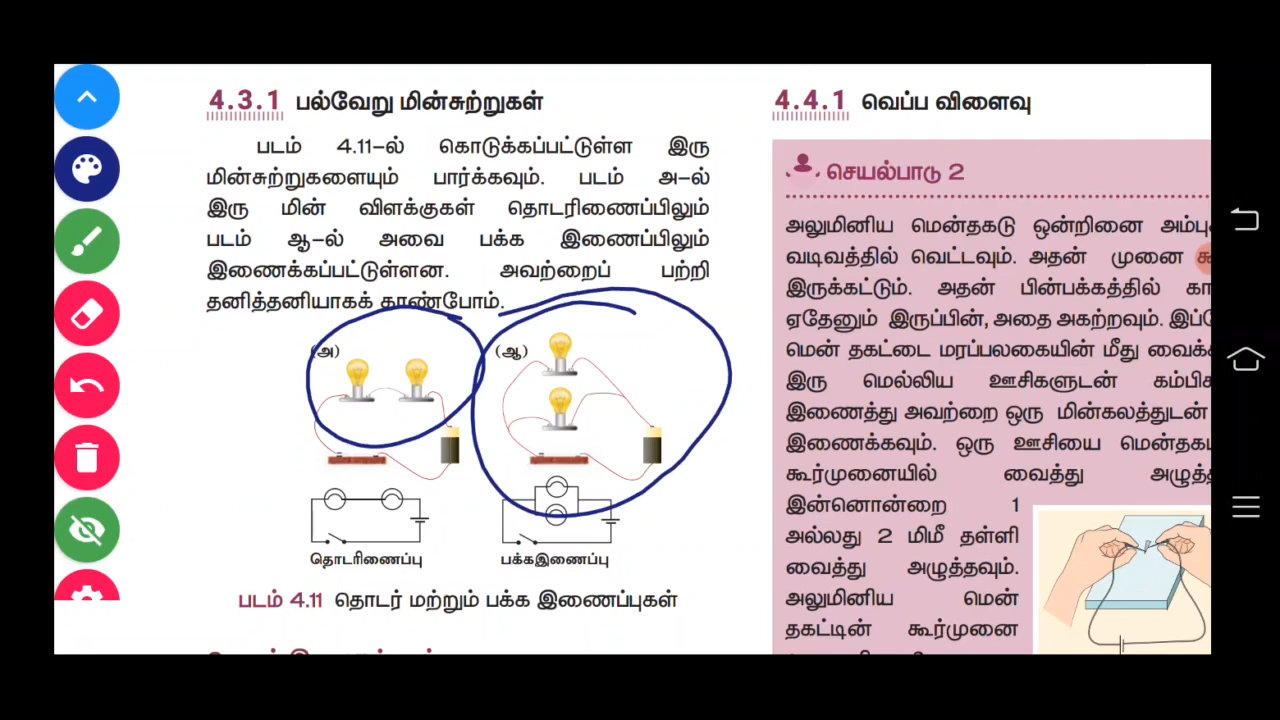 4.3.1 பல்வேறு மின்சுற்றுகள்
படம் 4.11-ல் கொடுக்கப்பட்டுள்ள இரு
மின்சுற்றுகளையும் பார்க்கவும். படம் அ-ல்
இரு மின் விளக்குகள் தொடரிணைப்பிலும்
படம் ஆ-ல் அவை பக்க இணைப்பிலும்
இணைக்கப்பட்டுள்ளன. அவற்றைப் பற்றி
தனித்தனியாகக் காண்போம்.
(அ)
(ஆ)
தொடரிணைப்பு
பக்கஇணைப்பு
படம் 4.11 தொடர் மற்றும் பக்க இணைப்புகள்
4.4.1 வெப்ப விளைவு
செயல்பாடு 2
அலுமினிய மென்தகடு ஒன்றினை
வடிவத்தில் வெட்டவும். அதன் முனை
இருக்கட்டும். அதன் பின்பக்கத்தில்
ஏதேனும் இருப்பின், அதை அகற்றவும்.
மென் தகட்டை மரப்பலகையின் மீது
இரு மெல்லிய ஊசிகளுடன்
இணைத்து அவற்றை ஒரு மின்கலத்துடன்
இணைக்கவும். ஒரு ஊசியை
கூர்முனையில் வைத்து
இன்னொன்றை 1
அல்லது 2 மிமீ தள்ளி
வைத்து அழுத்தவும்.
அலுமினிய மென்
தகட்டின் கூர்முனை